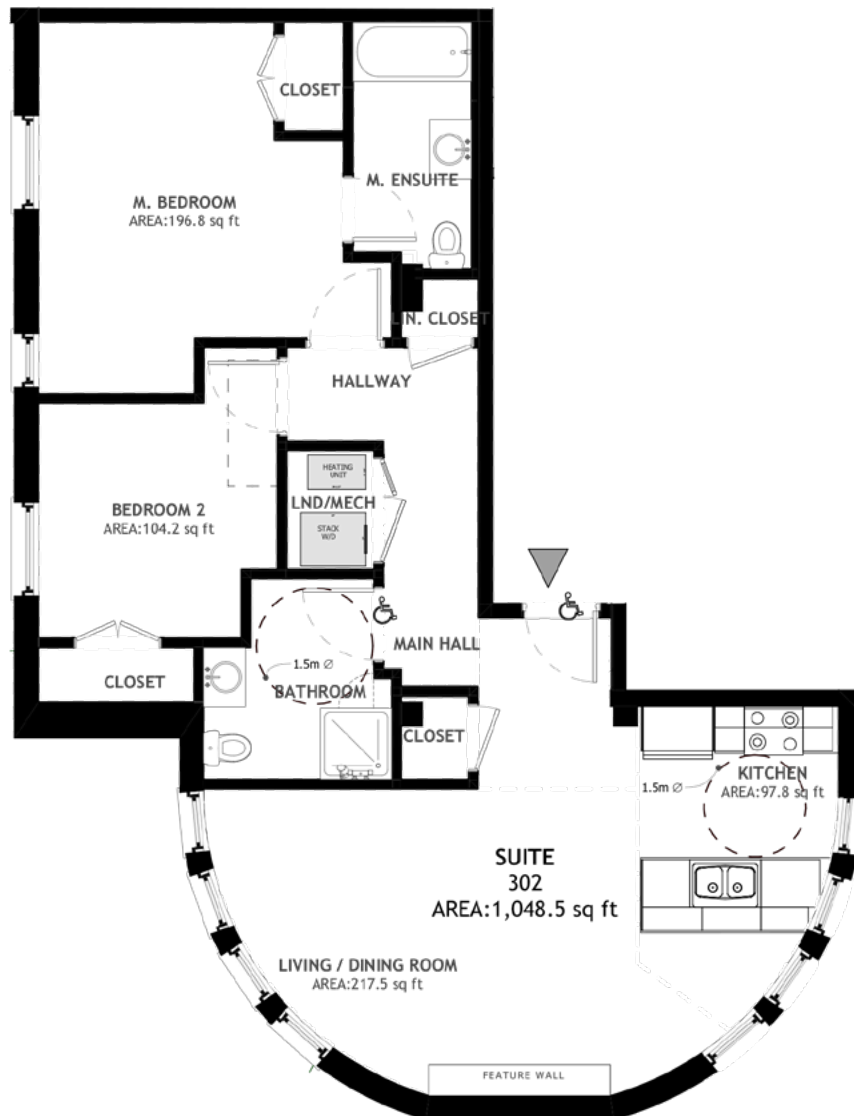 CLOSET
M. ENSUITE
M. BEDROOM
AREA:196.8 sq ft
LIN. CLOSET
HALLWAY
HEATING
UNIT
LND/MECH
STACK
W/D
BEDROOM 2
AREA:104.2 sq ft
MAIN HALL
1.5m Ø
BATHROOM
CLOSET
CLOSET
KITCHEN
AREA:97.8 sq ft
1.5m Ø
SUITE
302
AREA:1,048.5 sq ft
LIVING / DINING ROOM
AREA:217.5 sq ft
FEATURE WALL